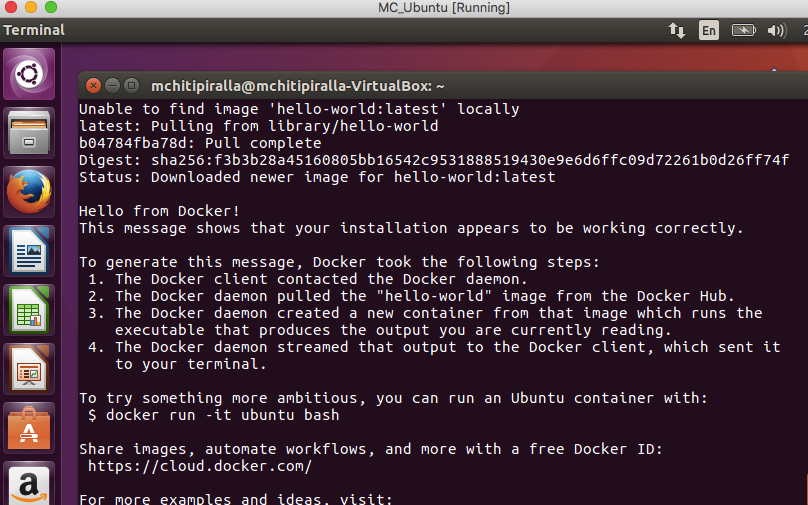 MC_Ubuntu [Running]
Terminal
En
mchitipiralla@mchitipiralla-VirtualBox: ~
Unable to find image 'hello-world:latest' locally
latest: Pulling from library/hello-world
b04784fba78d: Pull complete
Digest: sha256:f3b3b28a45160805bb16542c9531888519430e9e6d6ffc09d72261b0d26ff74f
Status: Downloaded newer image for hello-world:latest
Hello from Docker!
This message shows that your installation appears to be working correctly.
To generate this message, Docker took the following steps:
1. The Docker client contacted the Docker daemon.
2. The Docker daemon pulled the "hello-world" image from the Docker Hub.
3. The Docker daemon created a new container from that image which runs the
executable that produces the output you are currently reading.
4. The Docker daemon streamed that output to the Docker client, which sent it
to your terminal.
To try something more ambitious, you can run an Ubuntu container with:
$ docker run -it ubuntu bash
Share images, automate workflows, and more with a free Docker ID:
https://cloud.docker.com/
For more examples and ideas, visit: